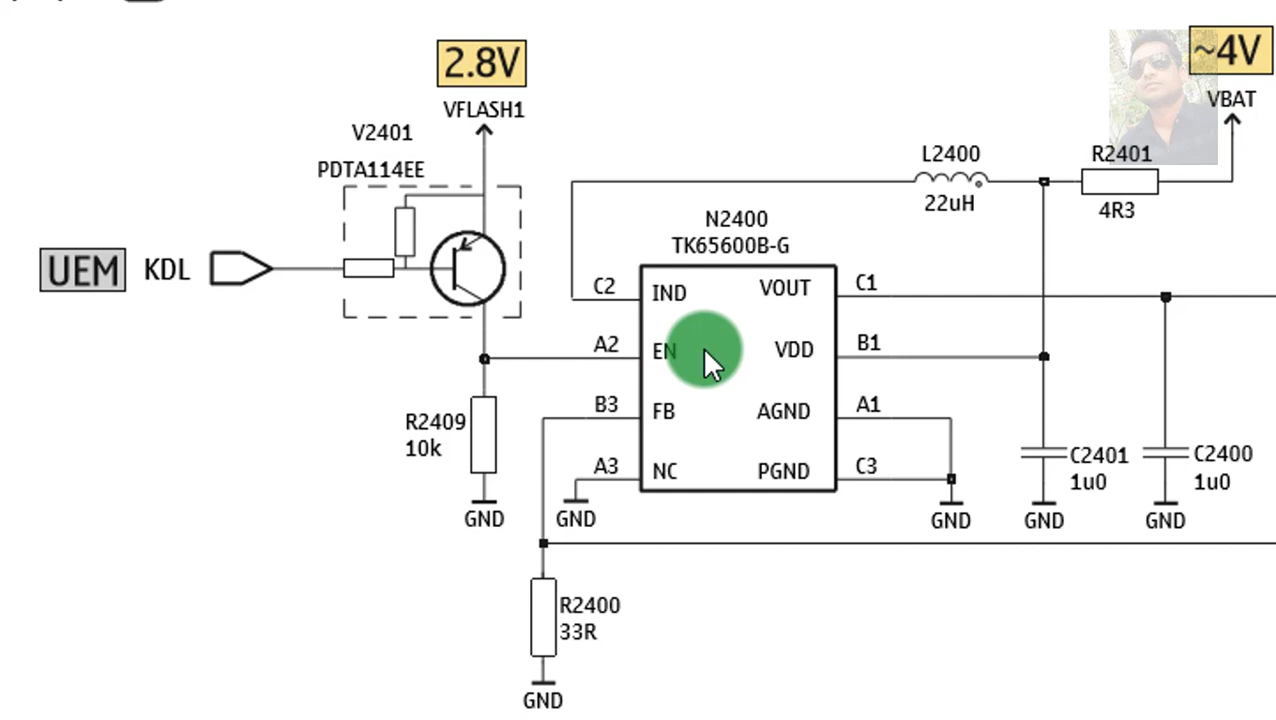 2.8V
~4V
VFLASH1
VBAT
V2401
PDTA114EE
L2400
22uH
R2401
4R3
N2400
TK65600B-G
UEM
KDL
C2
IND
VOUT
C1
A2
EN
VDD
B1
B3
FB
AGND
A1
A3
NC
PGND
C3
R2409
10k
GND
GND
GND
C2401
1u0
GND
C2400
1u0
GND
R2400
33R
GND